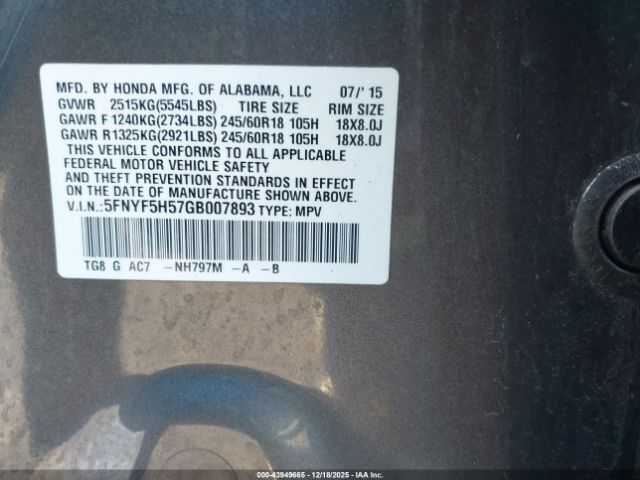 MFD. BY HONDA MFG. OF ALABAMA, LLC 07/' 15
GVWR 2515KG(5545LBS) TIRE SIZE RIM SIZE
GAWR F 1240KG(2734LBS) 245/60R18 105H 18X8.0J
GAWR R1325KG(2921LBS) 245/60R18 105H 18X8.0J
THIS VEHICLE CONFORMS TO ALL APPLICABLE
FEDERAL MOTOR VEHICLE SAFETY
AND THEFT PREVENTION STANDARDS IN EFFECT
ON THE DATE OF MANUFACTURE SHOWN ABOVE.
V.I.N.:5FNYF5H57GB007893 TYPE: MPV
TG8 G AC7 -NH797M -A -B
000-43949665 - 12/18/2025 - IAAI.COM